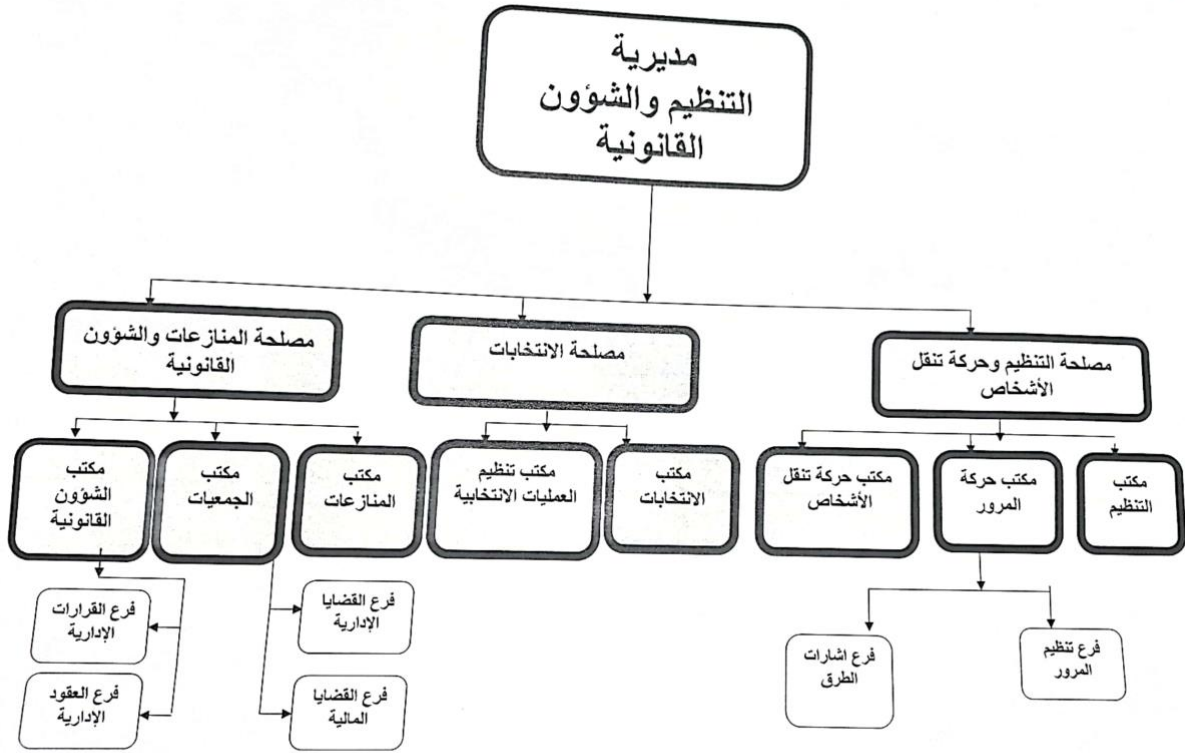 مديرية
التنظيم والشؤون
القانونية
مصلحة التنظيم وحركة تنقل
الأشخاص
مصلحة الانتخابات
مصلحة المنازعات والشؤون
القانونية
مكتب
التنظيم
مكتب حركة
المرور
مكتب حركة تنقل
الأشخاص
مكتب
الانتخابات
مكتب تنظيم
العمليات الانتخابية
مكتب
المنازعات
مكتب
الجمعيات
مكتب
الشؤون
القانونية
فرع تنظيم
المرور
فرع اشارات
الطرق
فرع القضايا
الإدارية
فرع القرارات
الإدارية
فرع القضايا
المالية
فرع العقود
الإدارية